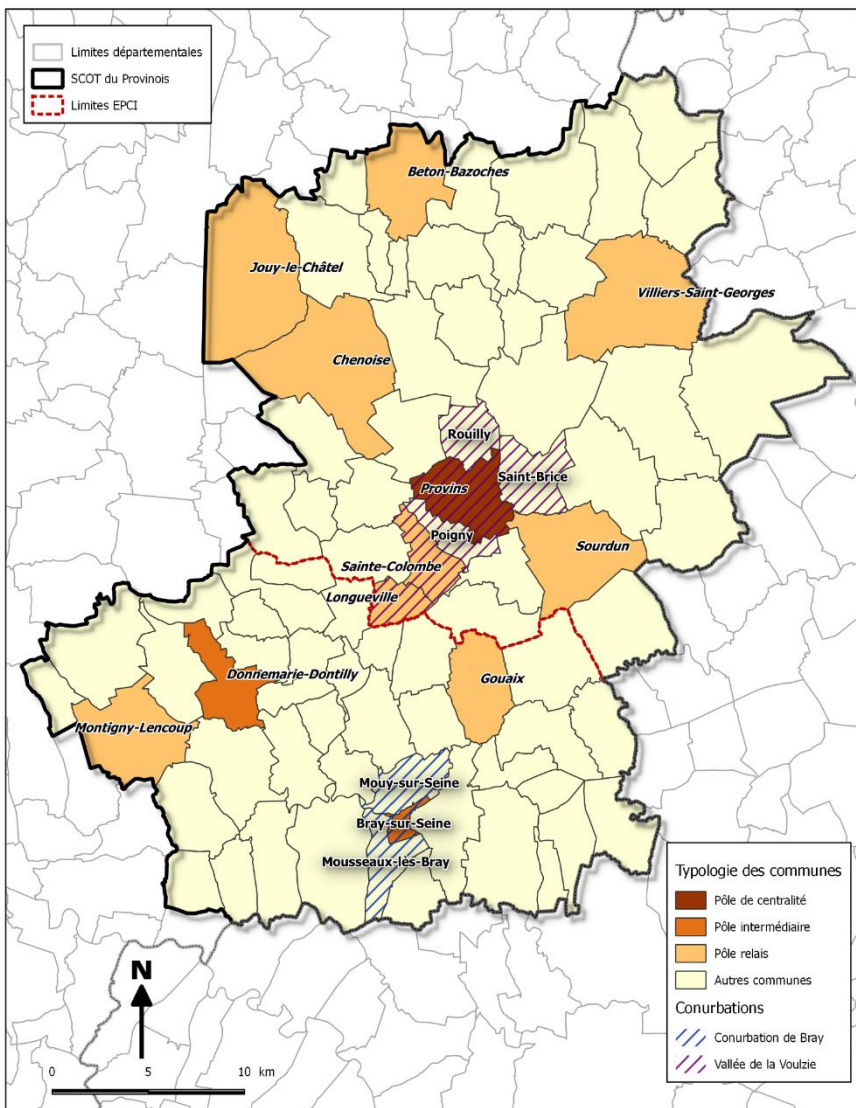 Limites départementales
SCOT du Provinois
Limites EPCI
Beton-Bazoches
Jouy-le-Châtel
Villiers-Saint-Georges
Chenoise
Rouilly
Saint-Brice
Provins
Poigny
Sourdun
Sainte-Colombe
Longueville
Donnemarie-Dontilly
Gouaix
Montigny-Lencoup
Mouy-sur-Seine
Bray-sur-Seine
Mousseaux-lès-Bray
Typologie des communes
Pôle de centralité
Pôle intermédiaire
Pôle relais
Autres communes
Conurbations
Conurbation de Bray
Vallée de la Voulzie
N
0 5 10 km